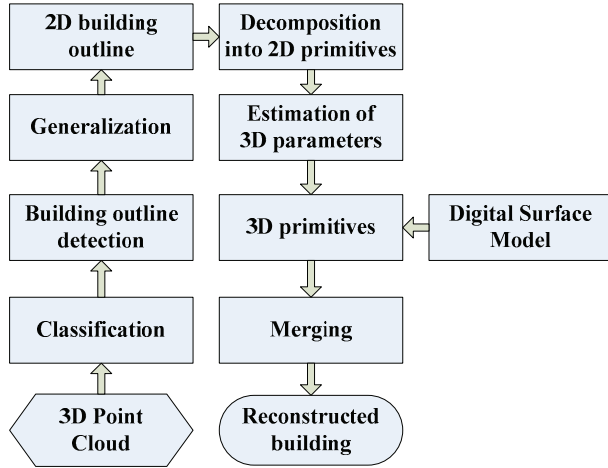 2D building
outline
Decomposition
into 2D primitives
Generalization
Estimation of
3D parameters
Building outline
detection
3D primitives
Digital Surface
Model
Classification
Merging
3D Point
Cloud
Reconstructed
building